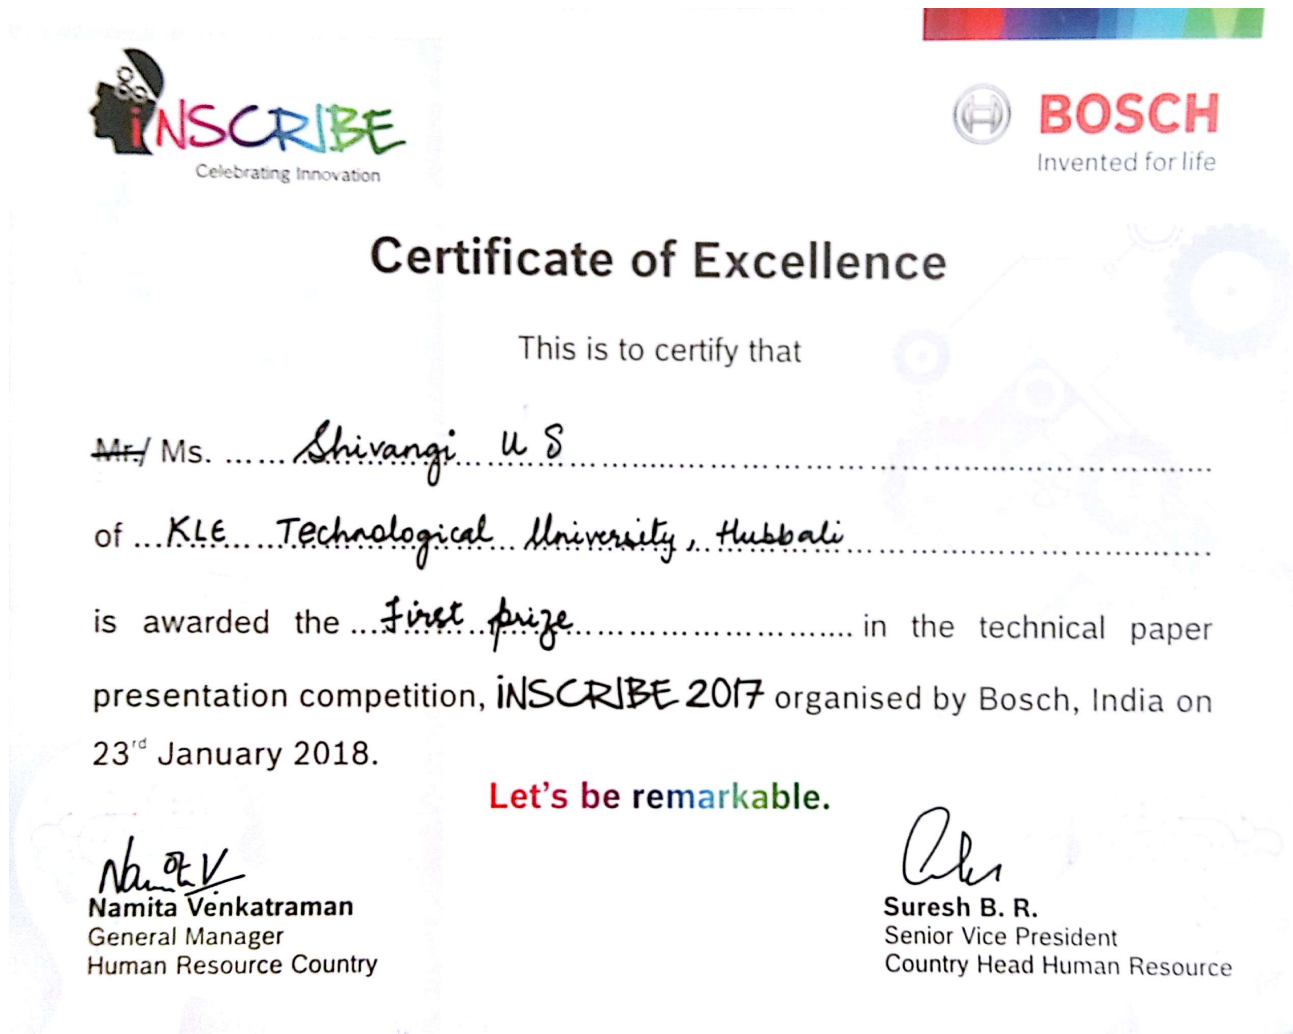 iNSCRIBE
Celebrating Innovation
BOSCH
Invented for life
Certificate of Excellence
This is to certify that
Mr./ Ms. ...... Shivangi U S
of ... KLE Technological University, Hubbali
is awarded the ... First prize ... in the technical paper
presentation competition, iNSCRIBE 2017 organised by Bosch, India on
23rd January 2018.
Let's be remarkable.
Namita Venkatraman
General Manager
Human Resource Country
Suresh B. R.
Senior Vice President
Country Head Human Resource